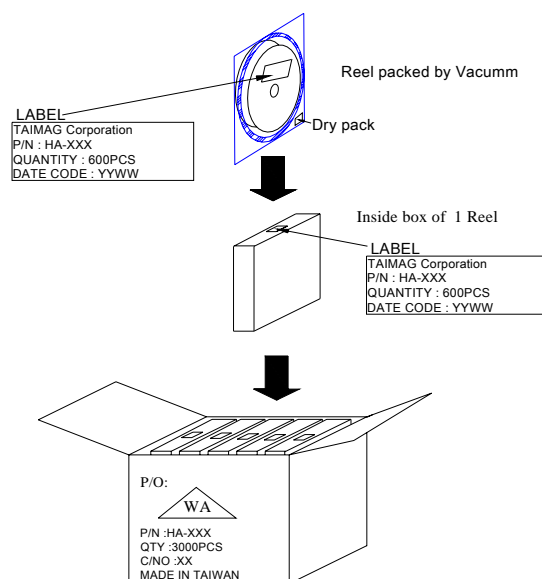 Reel packed by Vacumm
Dry pack
LABEL
TAIMAG Corporation
P/N : HA-XXX
QUANTITY : 600PCS
DATE CODE : YYWW
Inside box of 1 Reel
LABEL
TAIMAG Corporation
P/N : HA-XXX
QUANTITY : 600PCS
DATE CODE : YYWW
P/O:
WA
P/N :HA-XXX
QTY :3000PCS
C/NO :XX
MADE IN TAIWAN